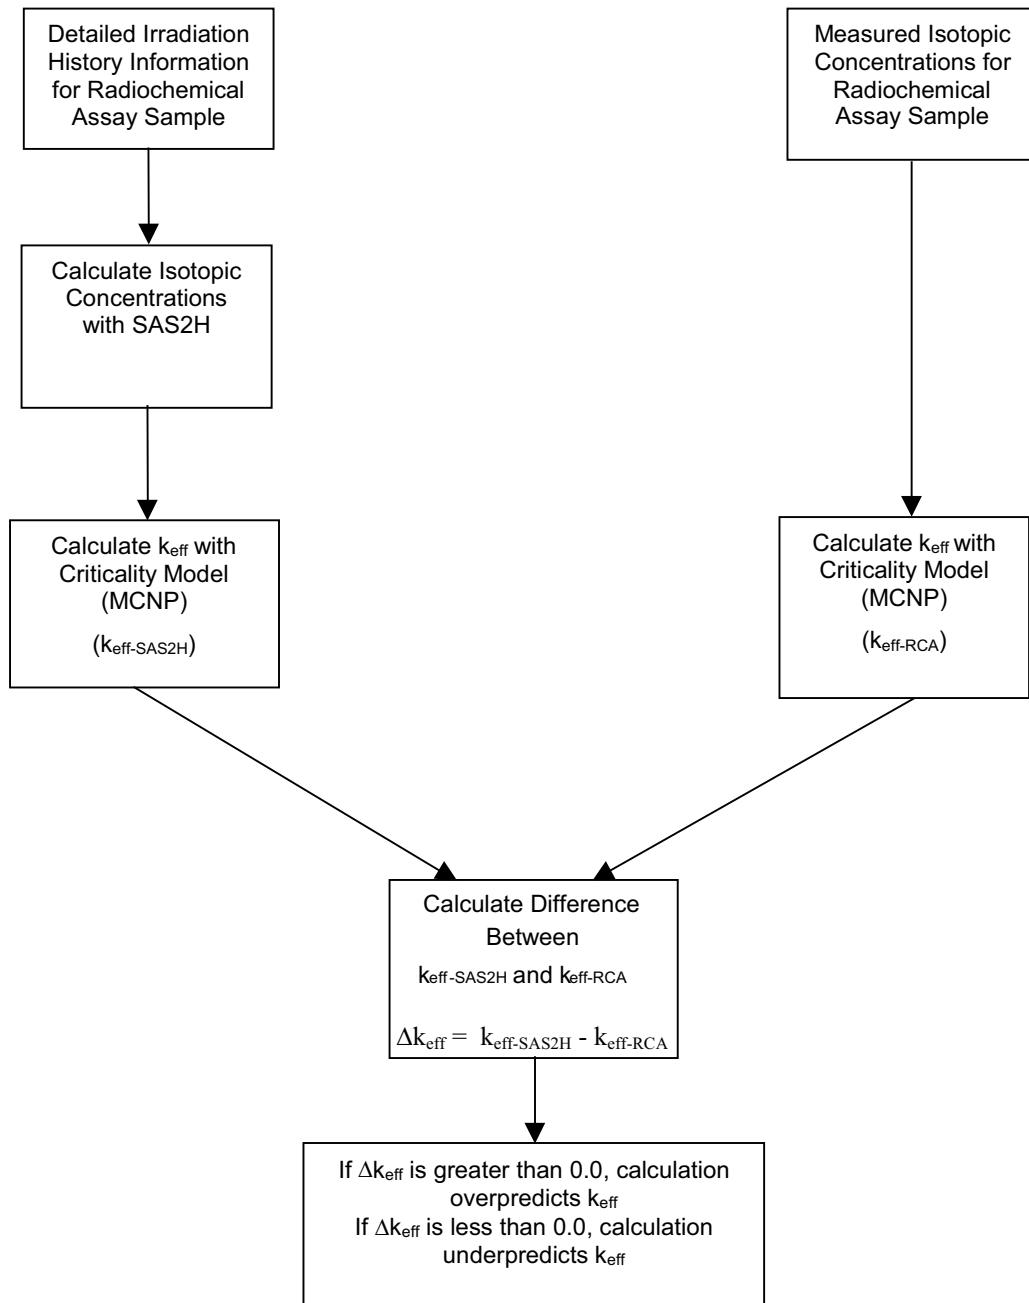 Detailed Irradiation
History Information
for Radiochemical
Assay Sample
Measured Isotopic
Concentrations for
Radiochemical
Assay Sample
Calculate Isotopic
Concentrations
with SAS2H
Calculate keff with
Criticality Model
(MCNP)
(keff-SAS2H)
Calculate keff with
Criticality Model
(MCNP)
(keff-RCA)
Calculate Difference
Between
keff-SAS2H and keff-RCA
Δkeff = keff-SAS2H - keff-RCA
If Δkeff is greater than 0.0, calculation
overpredicts keff
If Δkeff is less than 0.0, calculation
underpredicts keff